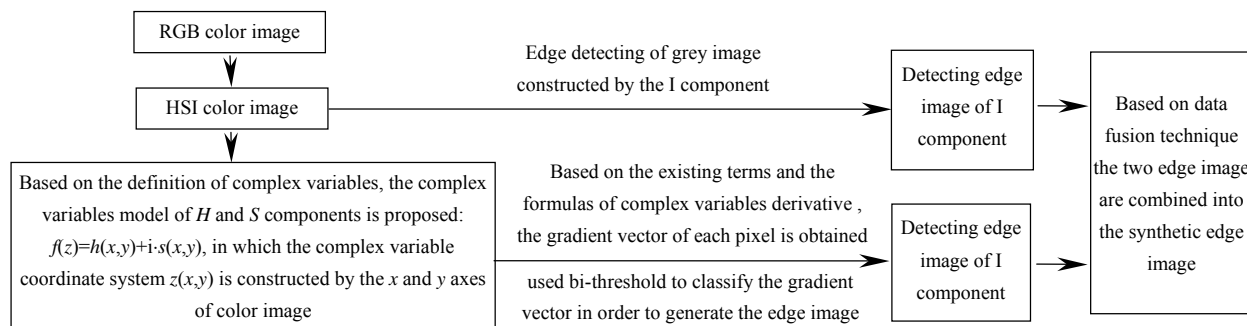 RGB color image
HSI color image
Edge detecting of grey image
constructed by the I component
Detecting edge
image of I
component
Based on the definition of complex variables, the complex
variables model of H and S components is proposed:
f(z)=h(x,y)+i·s(x,y), in which the complex variable
coordinate system z(x,y) is constructed by the x and y axes
of color image
Based on the existing terms and the
formulas of complex variables derivative ,
the gradient vector of each pixel is obtained
used bi-threshold to classify the gradient
vector in order to generate the edge image
Detecting edge
image of I
component
Based on data
fusion technique
the two edge image
are combined into
the synthetic edge
image